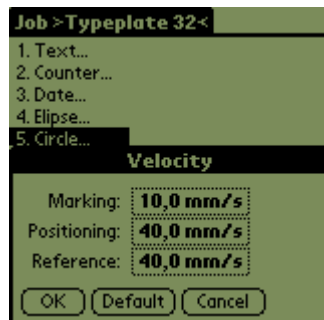 Job >Typeplate 32<
1. Text...
2. Counter...
3. Date...
4. Elipse...
5. Circle...
Velocity
Marking: 10,0 mm/s
Positioning: 40,0 mm/s
Reference: 40,0 mm/s
OK Default Cancel